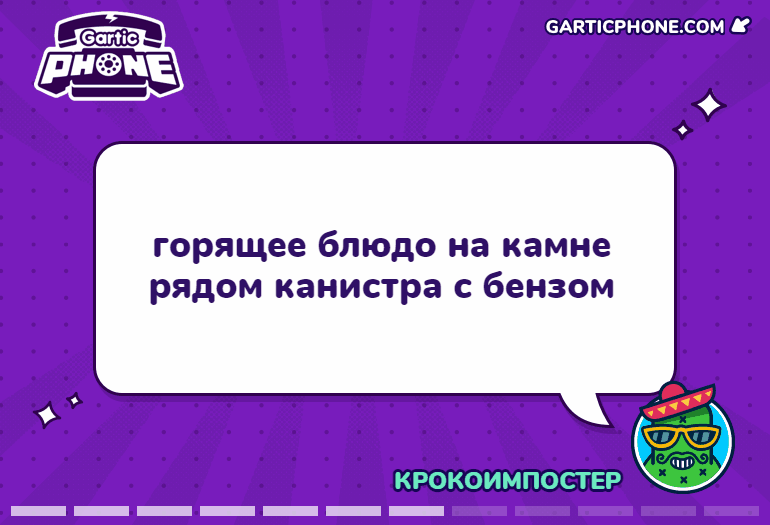 Gartic
PHONE
GARTICPHONE.COM
горящее блюдо на камне
рядом канистра с бензом
КРОКОИМПОСТЕР